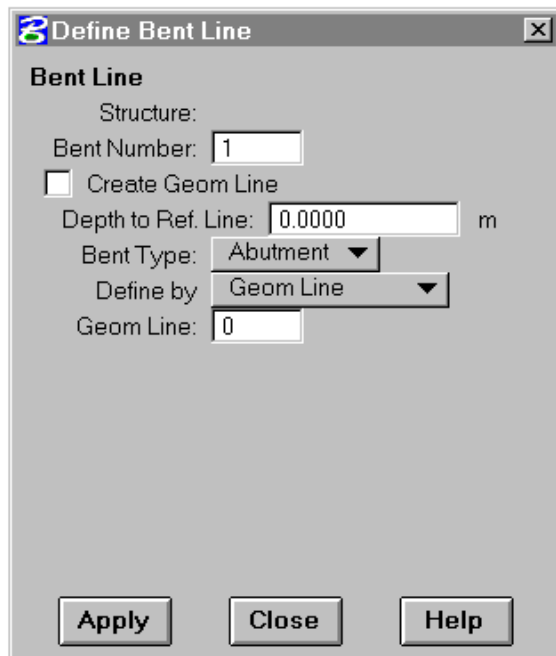 Define Bent Line
Bent Line
Structure:
Bent Number: 1
Create Geom Line
Depth to Ref. Line: 0.0000 m
Bent Type: Abutment
Define by Geom Line
Geom Line: 0
Apply Close Help